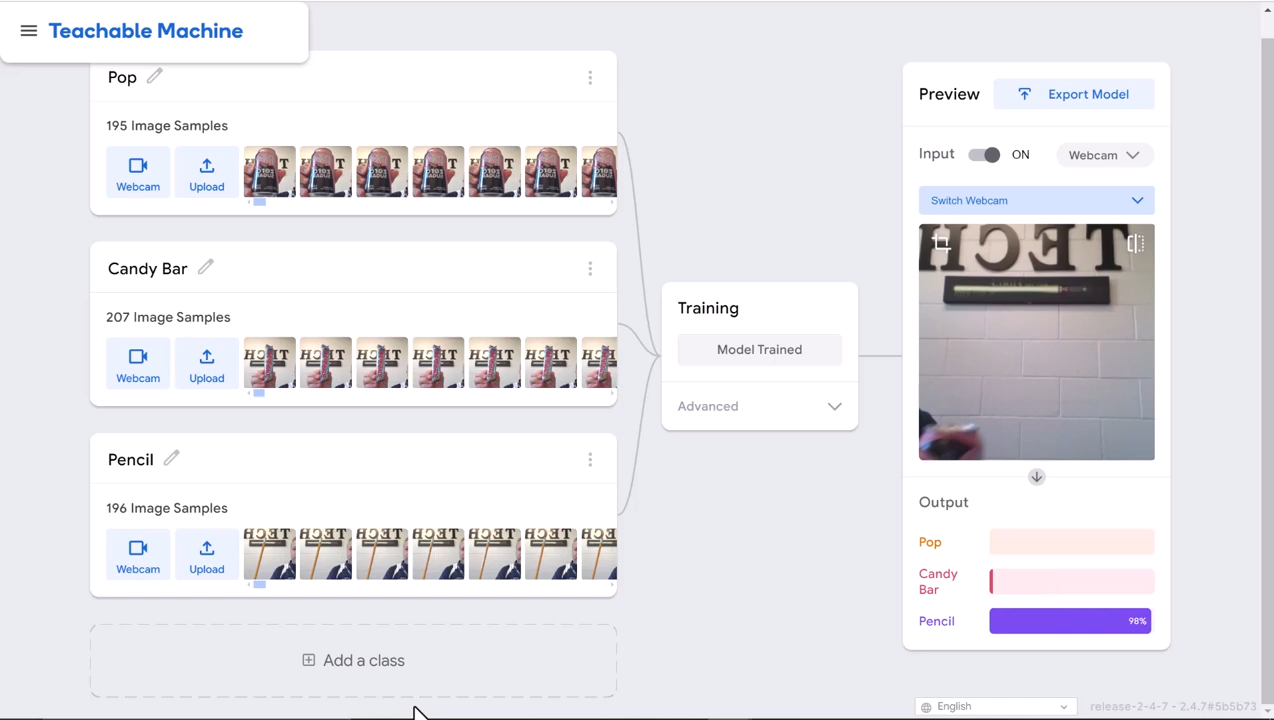 Teachable Machine
Pop
195 Image Samples
Webcam
Upload
Candy Bar
207 Image Samples
Webcam
Upload
Pencil
196 Image Samples
Webcam
Upload
Add a class
Training
Model Trained
Advanced
Preview
Export Model
Input
ON
Webcam
Switch Webcam
TECH
Output
Pop
Candy
Bar
Pencil
98%
English
release-2-4-7 - 2.4.7#5b5b73